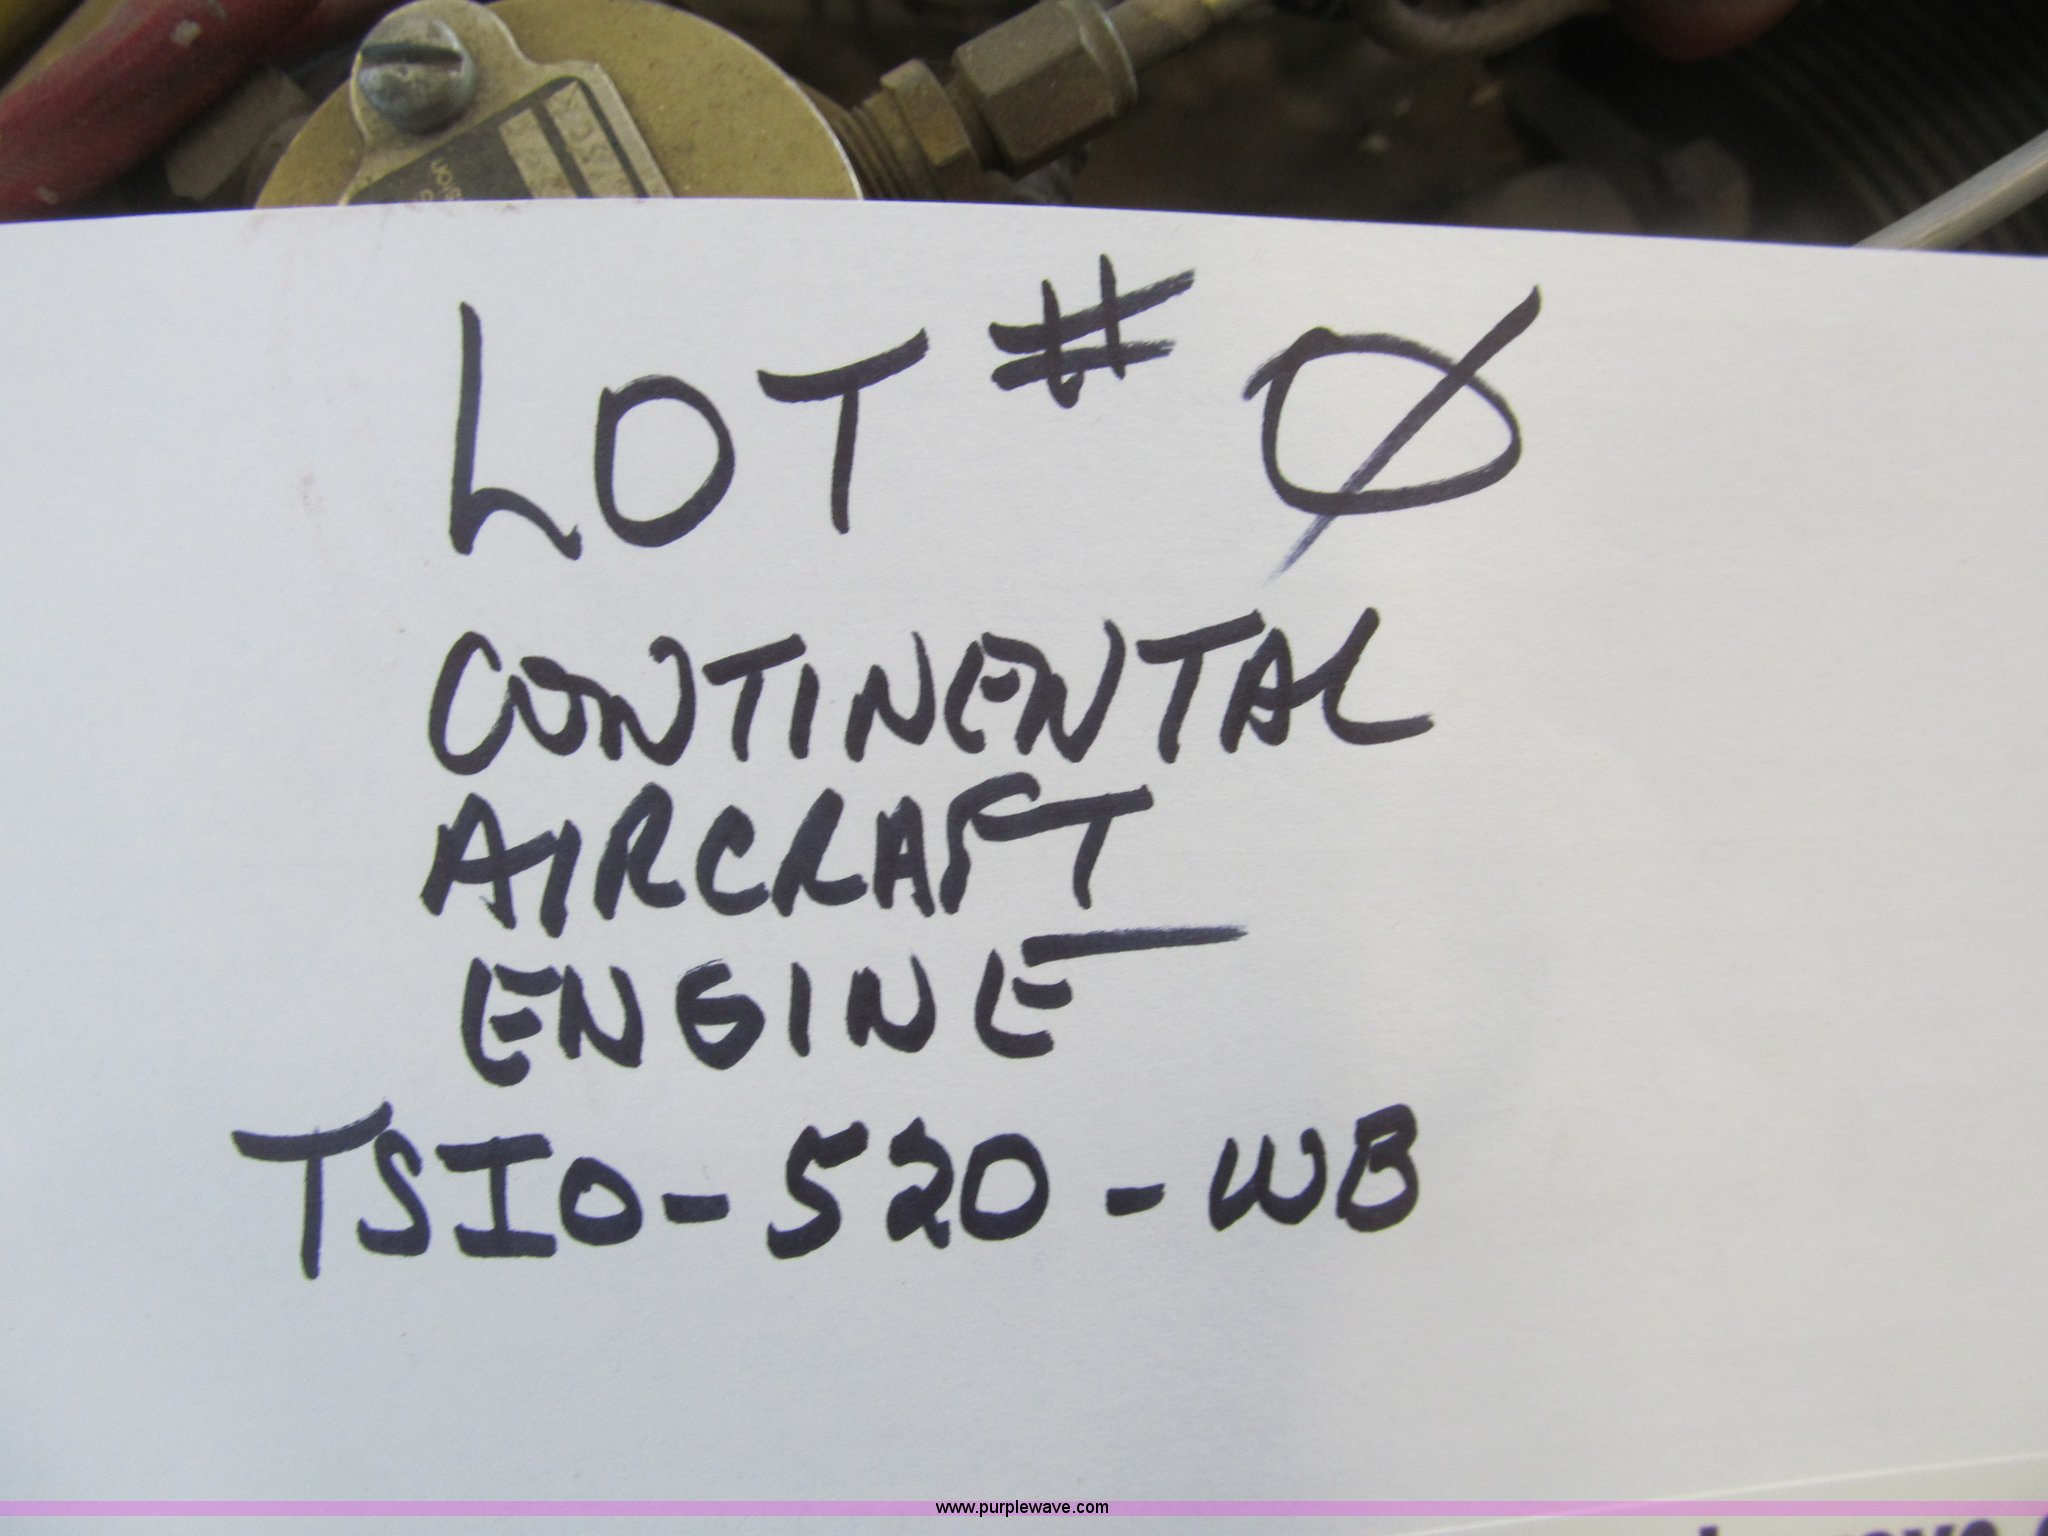 LOT # Ø
CONTINENTAL
AIRCRAFT
ENGINE
TSIO-520-WB
www.purplewave.com